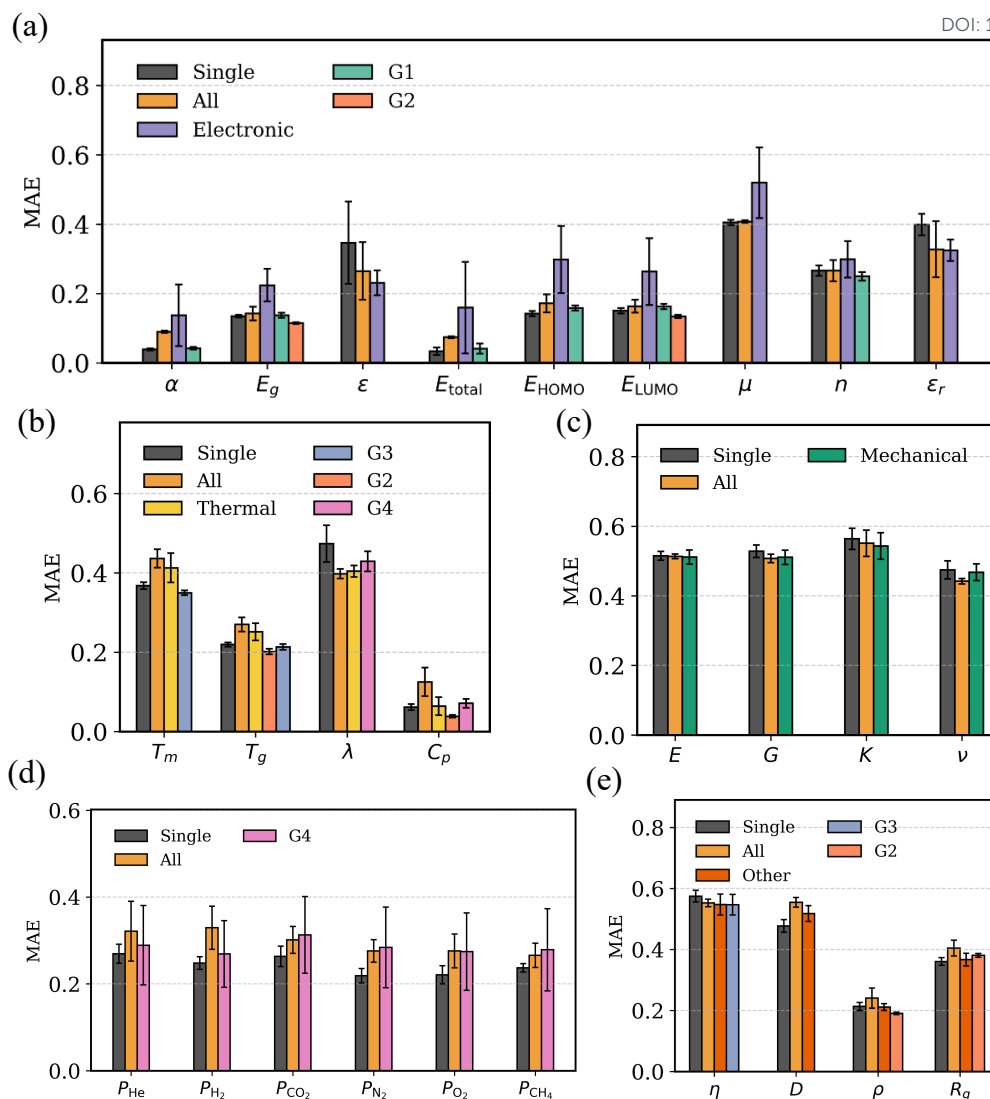 (a)
DOI: 1
MAE
0.8
0.6
0.4
0.2
0.0
Single
All
Electronic
G1
G2
α E_g ε E_total E_HOMO E_LUMO μ n ε_r
(b)
MAE
0.6
0.4
0.2
0.0
Single
All
Thermal
G3
G2
G4
T_m T_g λ C_p
(c)
MAE
0.8
0.6
0.4
0.2
0.0
Single
All
Mechanical
E G K ν
(d)
MAE
0.6
0.4
0.2
0.0
Single
All
G4
P_He P_H₂ P_CO₂ P_N₂ P_O₂ P_CH₄
(e)
MAE
0.8
0.6
0.4
0.2
0.0
Single
All
Other
G3
G2
η D ρ R_g